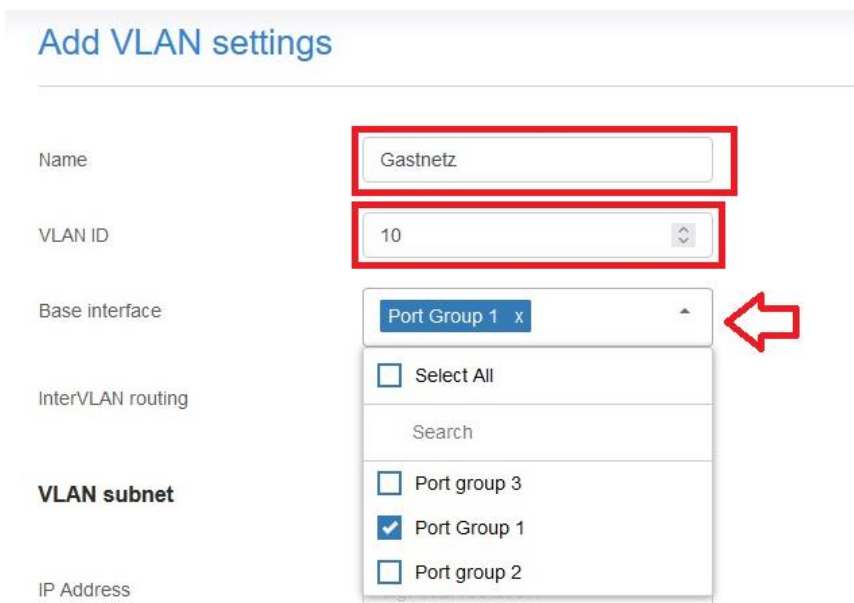 Add VLAN settings
Name
Gastnetz
VLAN ID
10
Base interface
Port Group 1 x
Select All
InterVLAN routing
Search
VLAN subnet
Port group 3
Port Group 1
Port group 2
IP Address